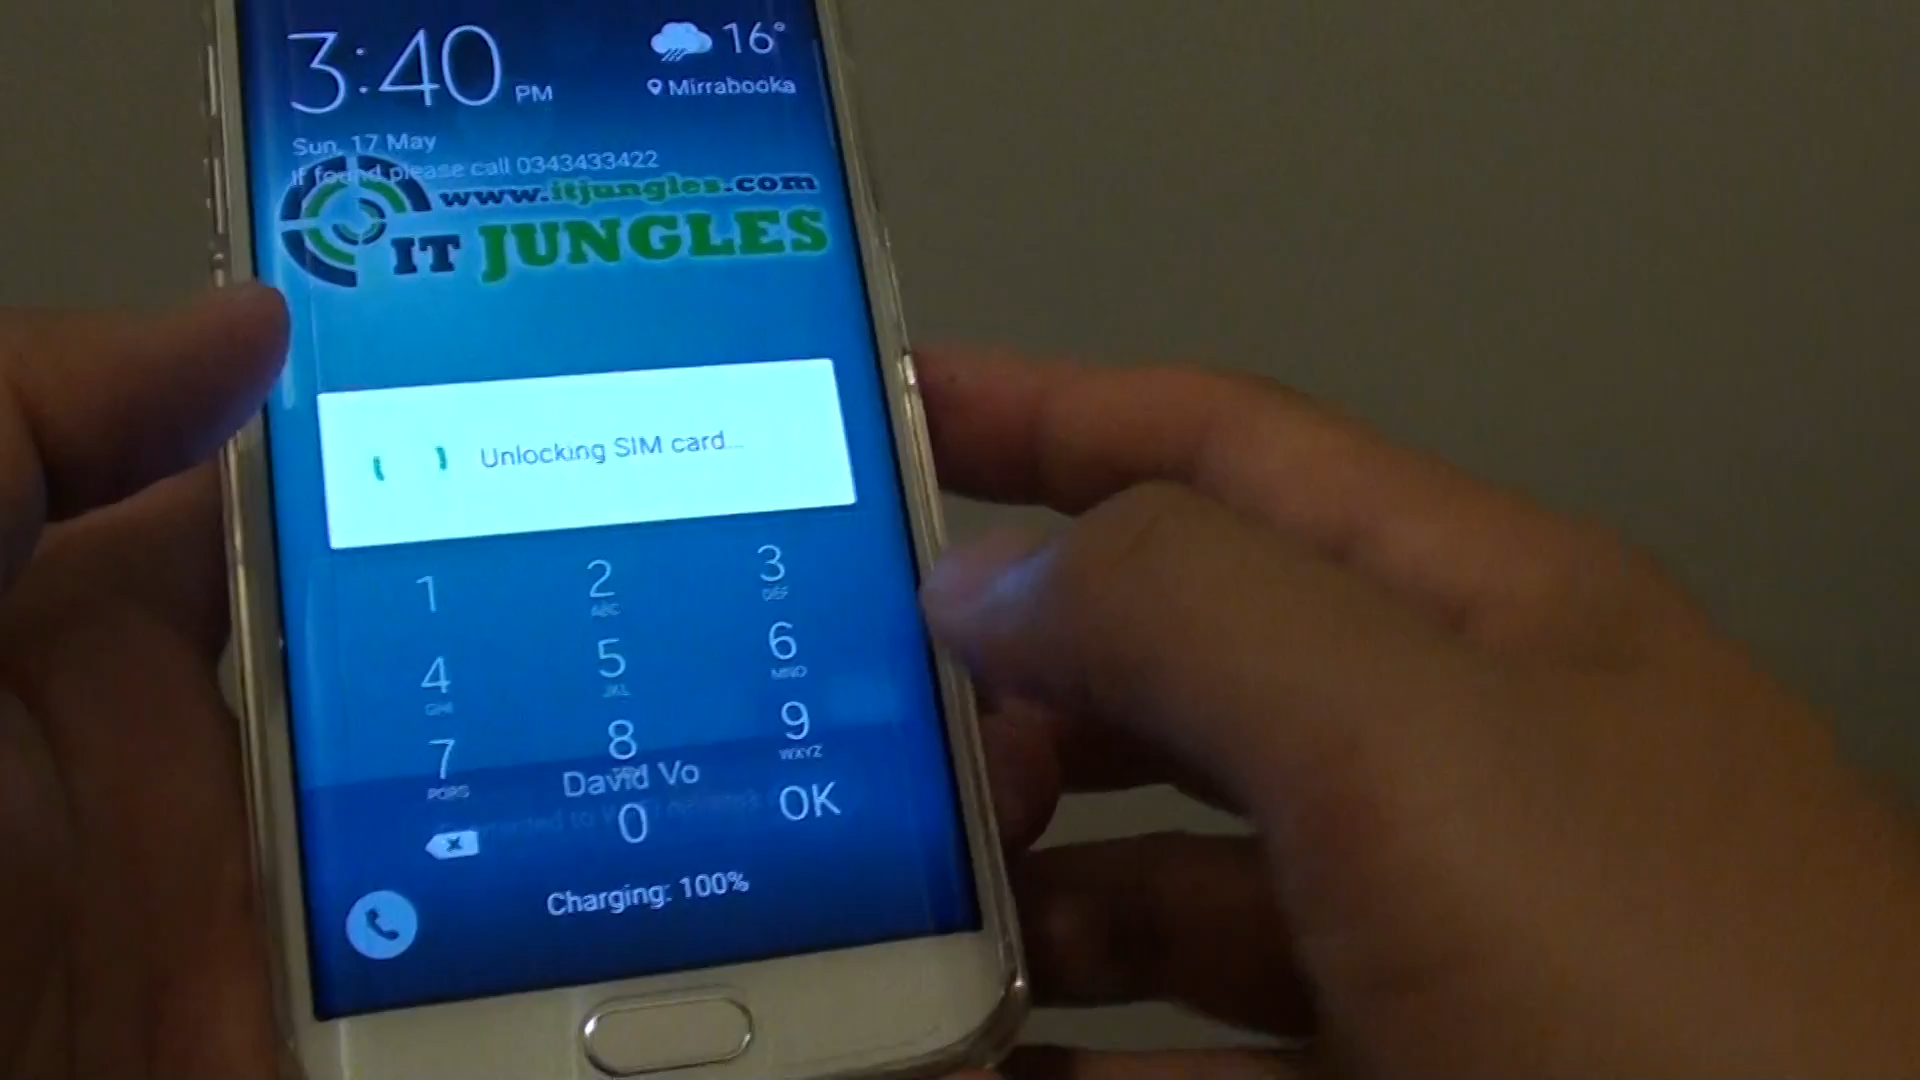 3:40 PM
16°
Mirrabooka
Sun, 17 May
If found please call 0343433422
www.itjungles.com
IT JUNGLES
Unlocking SIM card...
1
2 ABC
3 DEF
4 GHI
5 JKL
6 MNO
7 PQRS
8
9 WXYZ
David Vo
0
OK
Charging: 100%